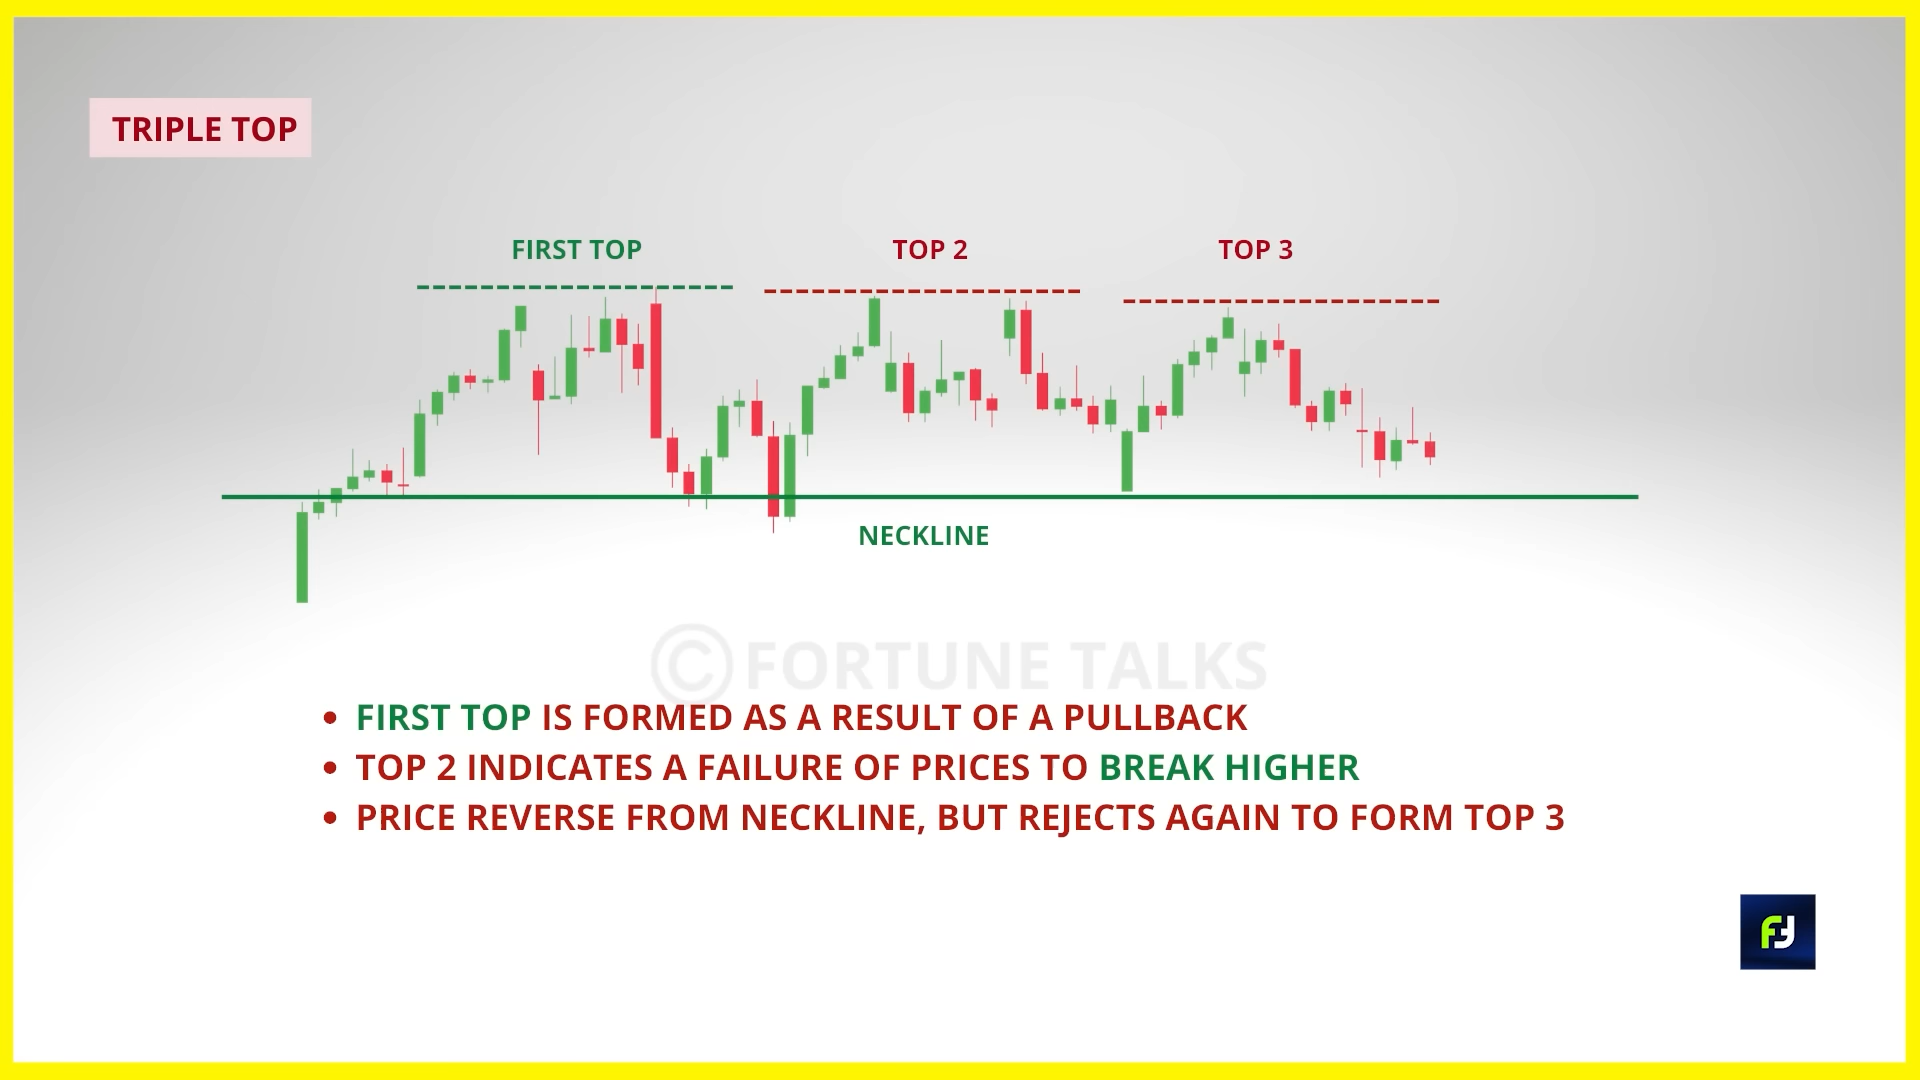 TRIPLE TOP
FIRST TOP
TOP 2
TOP 3
NECKLINE
© FORTUNE TALKS
• FIRST TOP IS FORMED AS A RESULT OF A PULLBACK
• TOP 2 INDICATES A FAILURE OF PRICES TO BREAK HIGHER
• PRICE REVERSE FROM NECKLINE, BUT REJECTS AGAIN TO FORM TOP 3